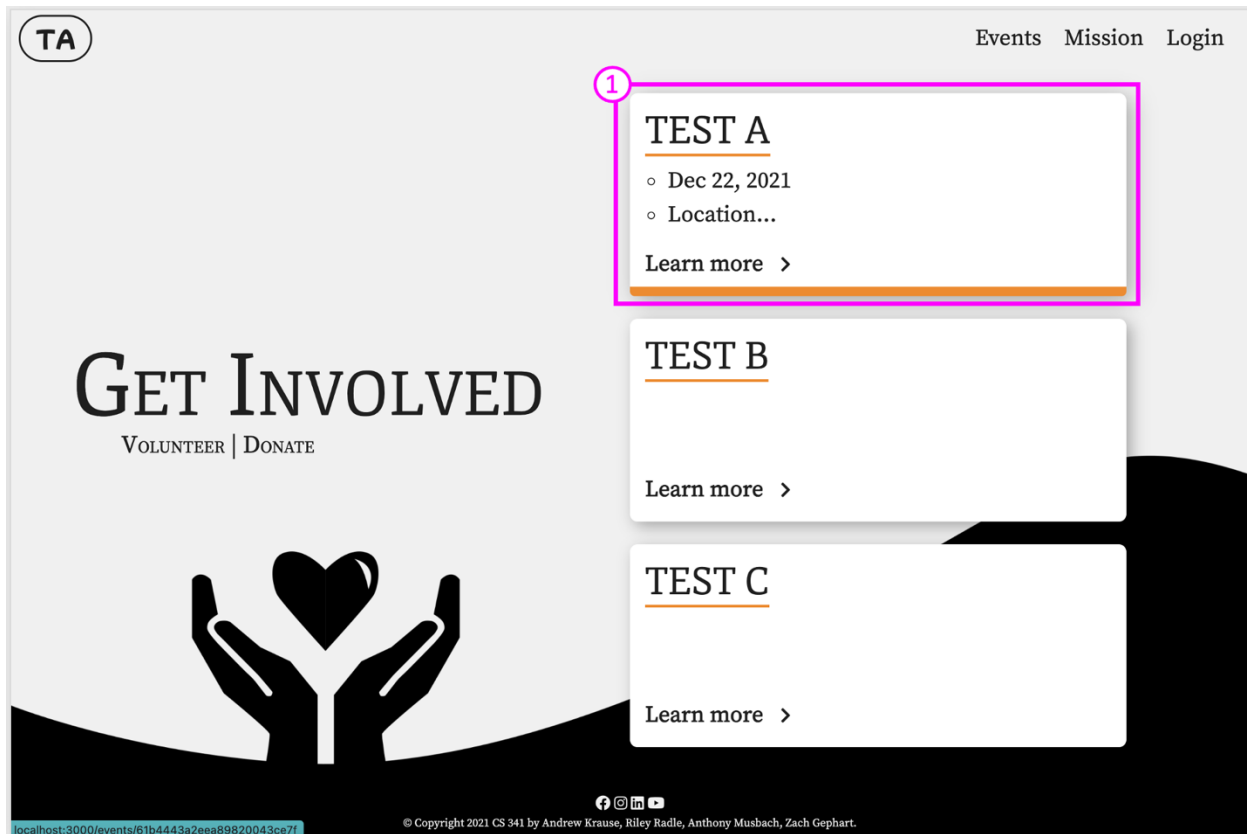 TA
Events Mission Login
1
TEST A
Dec 22, 2021
Location...
Learn more
TEST B
Learn more
TEST C
Learn more
Get Involved
Volunteer | Donate
© Copyright 2021 CS 341 by Andrew Krause, Riley Radle, Anthony Musbach, Zach Gephart.
localhost:3000/events/61b4443a2eea89820043ce7f